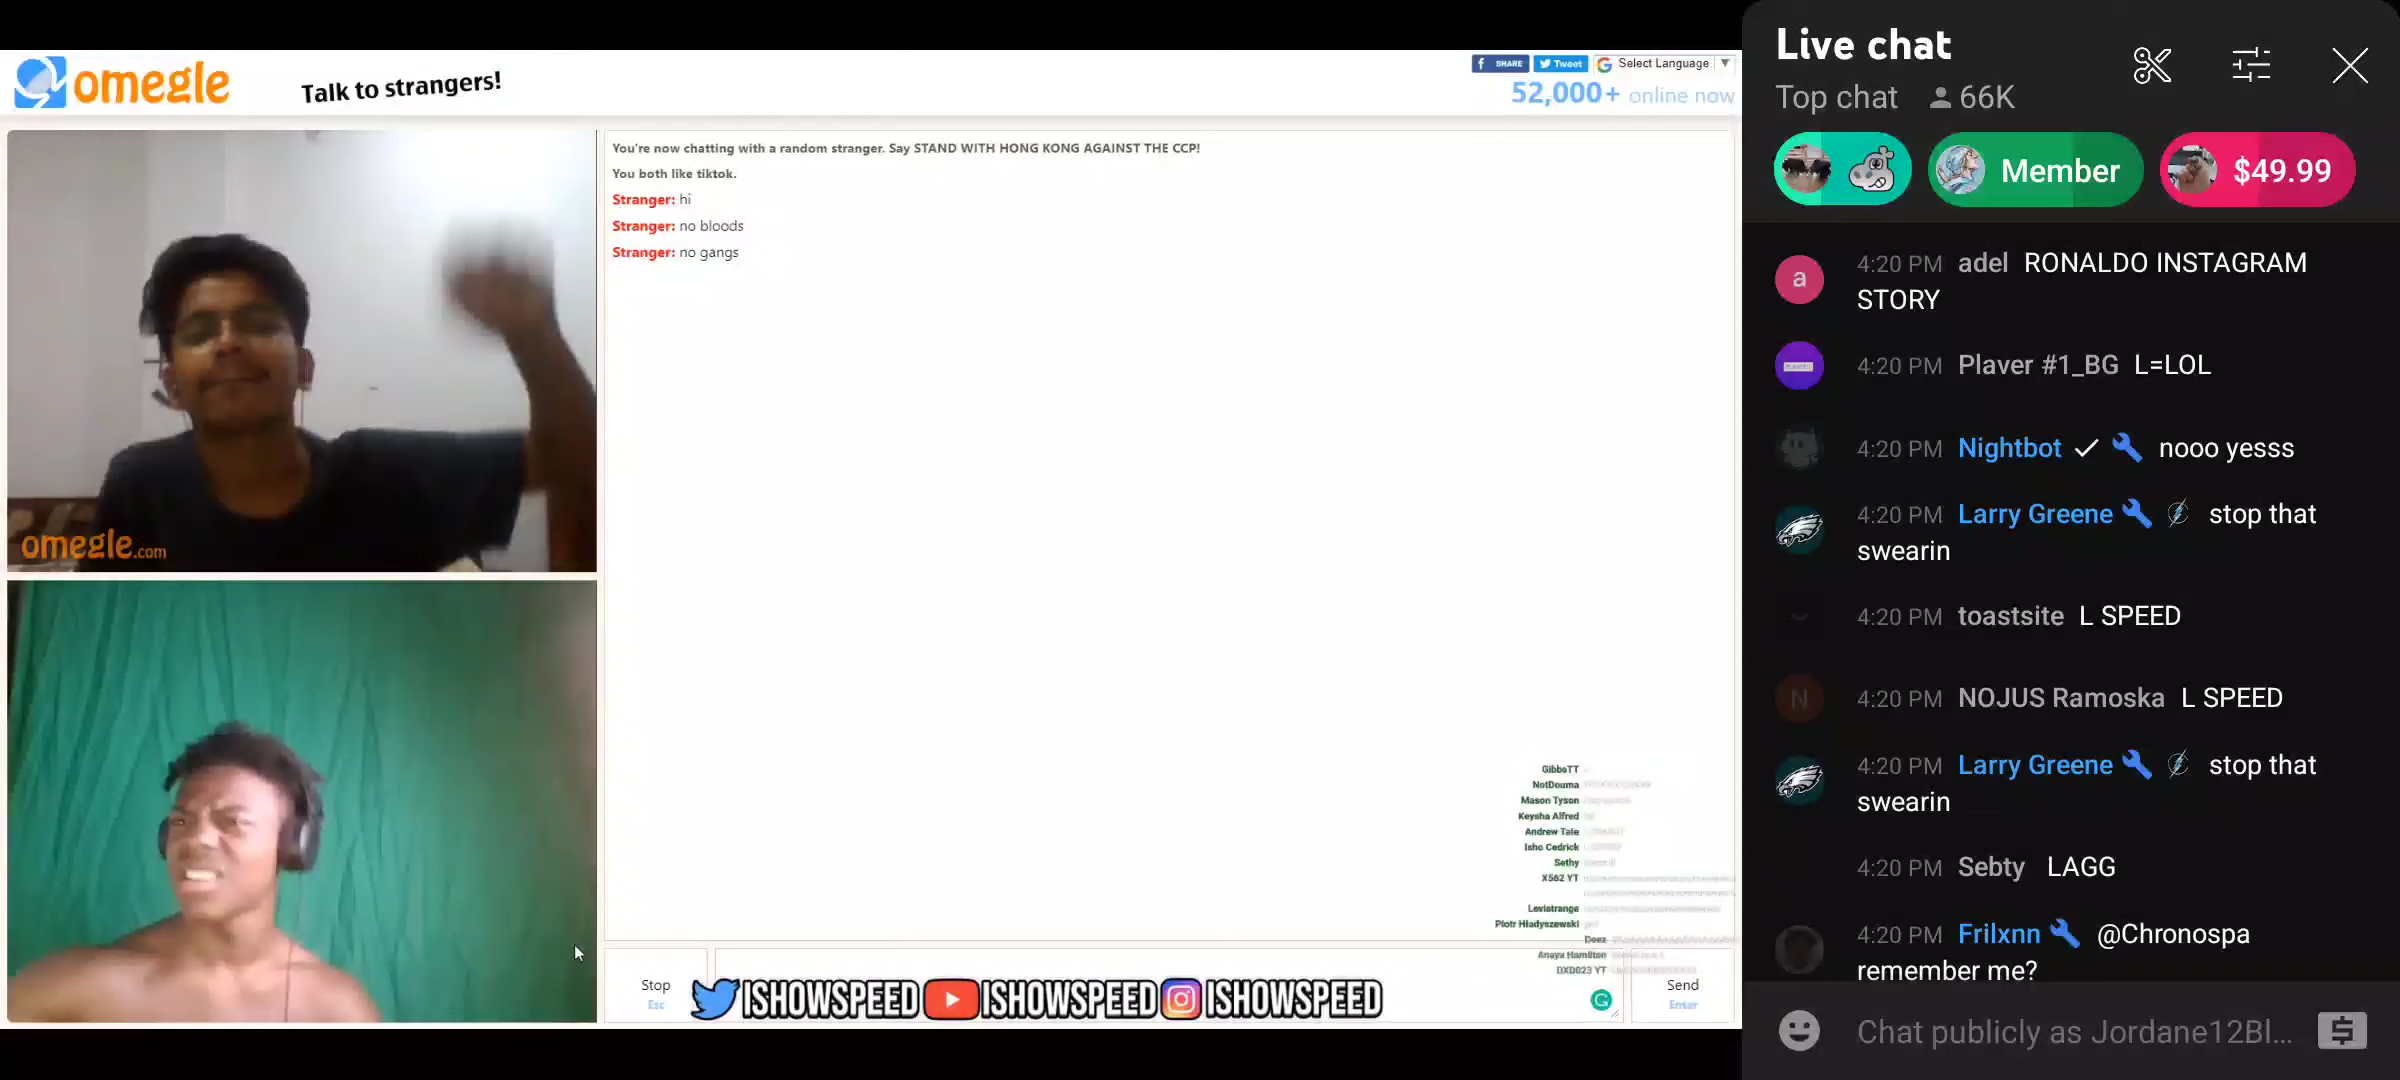 omegle
Talk to strangers!
SHARE
Tweet
Select Language
52,000+ online now
You're now chatting with a random stranger. Say STAND WITH HONG KONG AGAINST THE CCP!
You both like tiktok.
Stranger: hi
Stranger: no bloods
Stranger: no gangs
omegle.com
GibbsTT
NotDouma
Mason Tyson
Keysha Alfred
Andrew Tate
Isho Cedrick
Sethy
X562 YT
Leviatrange
Piotr Hładyszewski
Deez
Anaya Hamilton
DXD023 YT
Stop
Esc
ISHOWSPEED ISHOWSPEED ISHOWSPEED
Send
Enter
Live chat
Top chat 66K
Member
$49.99
a
4:20 PM adel RONALDO INSTAGRAM
STORY
4:20 PM Plaver #1_BG L=LOL
4:20 PM Nightbot nooo yesss
4:20 PM Larry Greene stop that
swearin
4:20 PM toastsite L SPEED
N
4:20 PM NOJUS Ramoska L SPEED
4:20 PM Larry Greene stop that
swearin
4:20 PM Sebty LAGG
4:20 PM Frilxnn @Chronospa
remember me?
Chat publicly as Jordane12Bl...